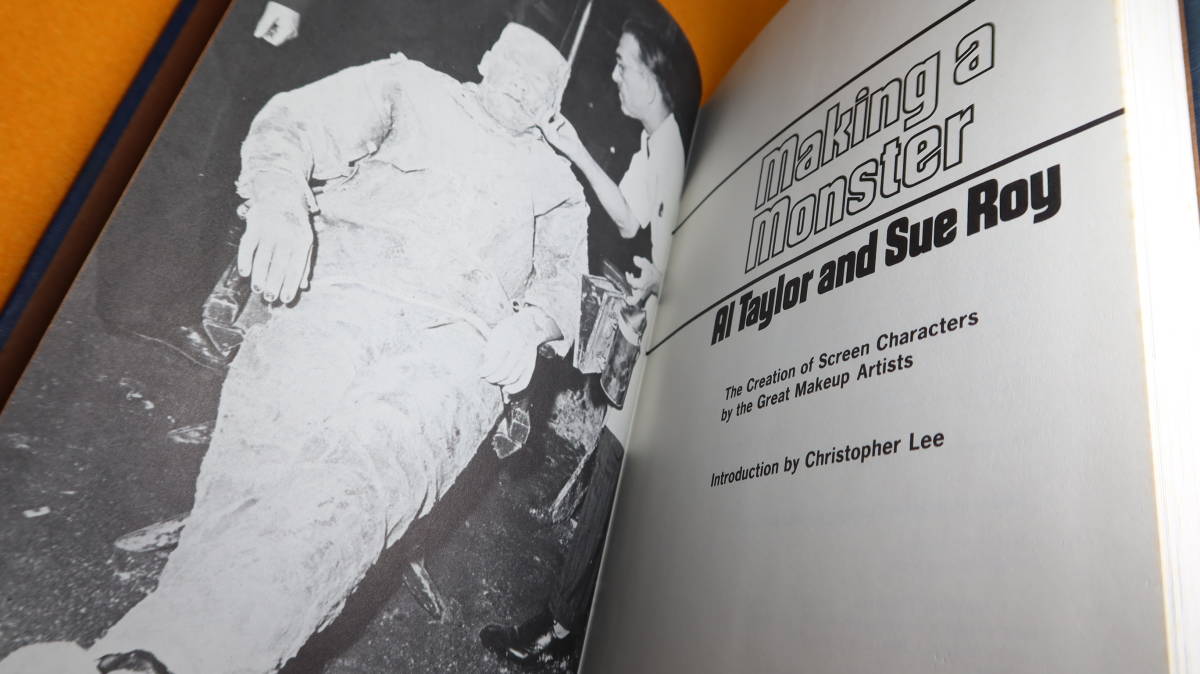 Making a
Monster
Al Taylor and Sue Roy
The Creation of Screen Characters
by the Great Makeup Artists
Introduction by Christopher Lee